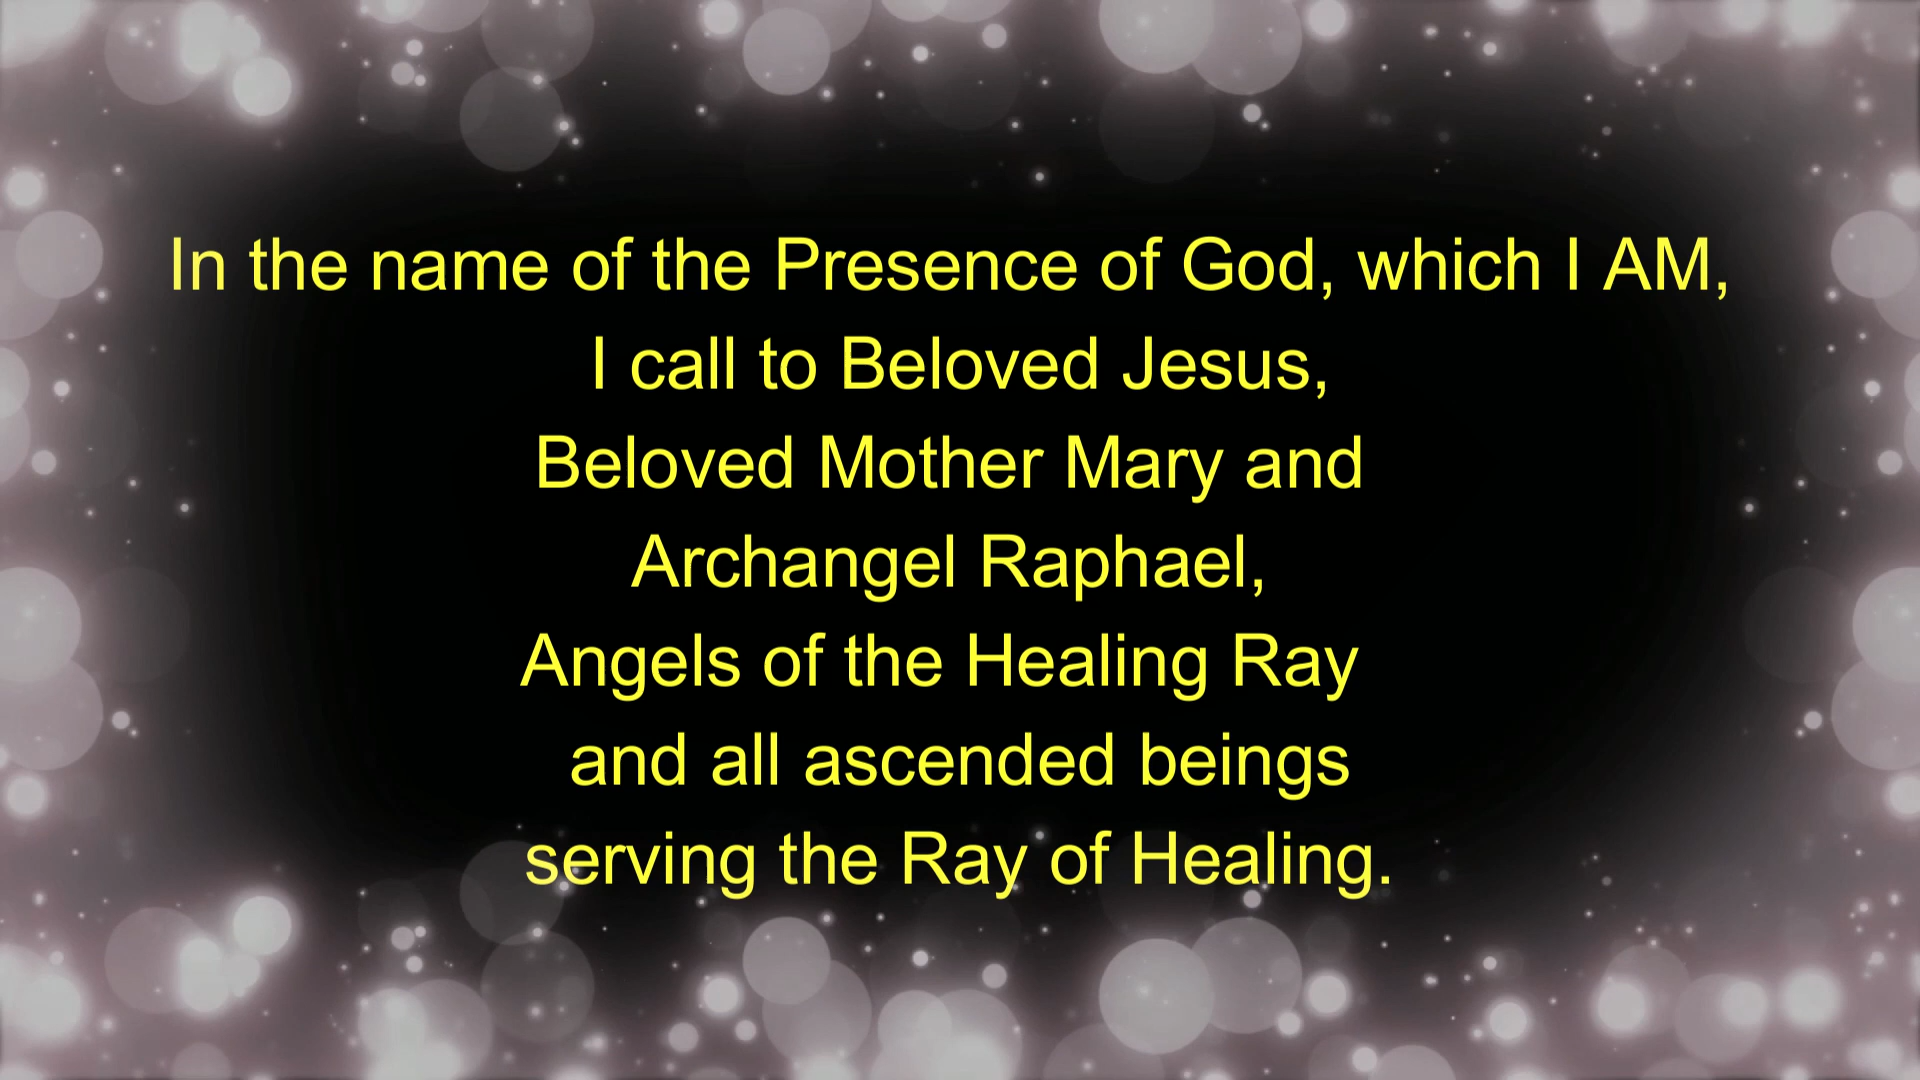 In the name of the Presence of God, which I AM,
I call to Beloved Jesus,
Beloved Mother Mary and
Archangel Raphael,
Angels of the Healing Ray
and all ascended beings
serving the Ray of Healing.